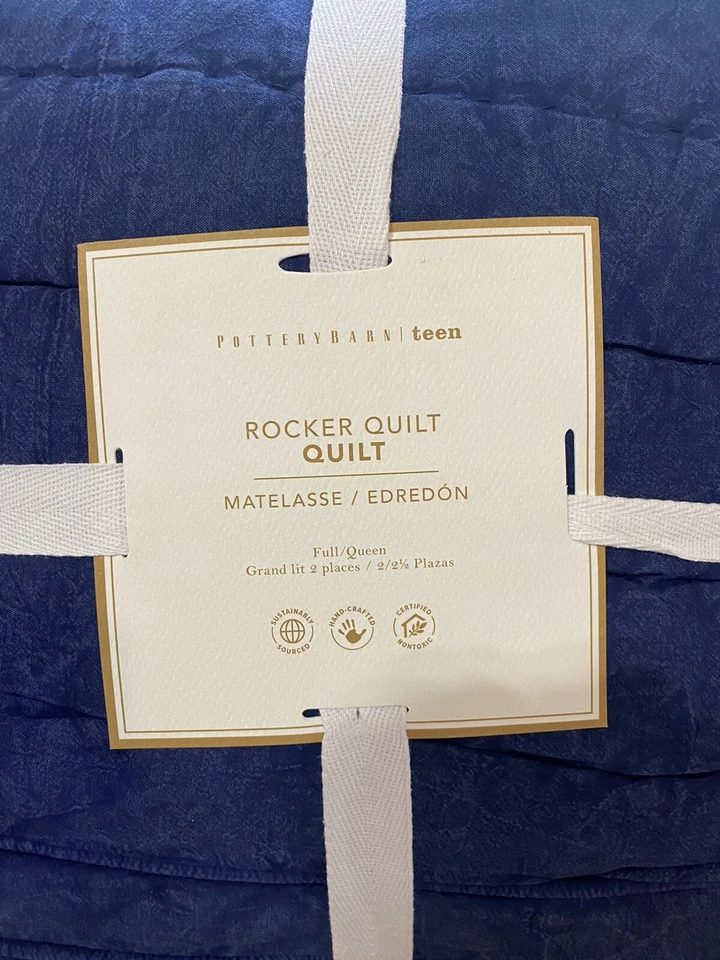 POTTERYBARN | teen
ROCKER QUILT
QUILT
MATELASSE / EDREDÓN
Full/Queen
Grand lit 2 places / 2/2½ Plazas
SUSTAINABLY SOURCED
HAND-CRAFTED
CERTIFIED NONTOXIC